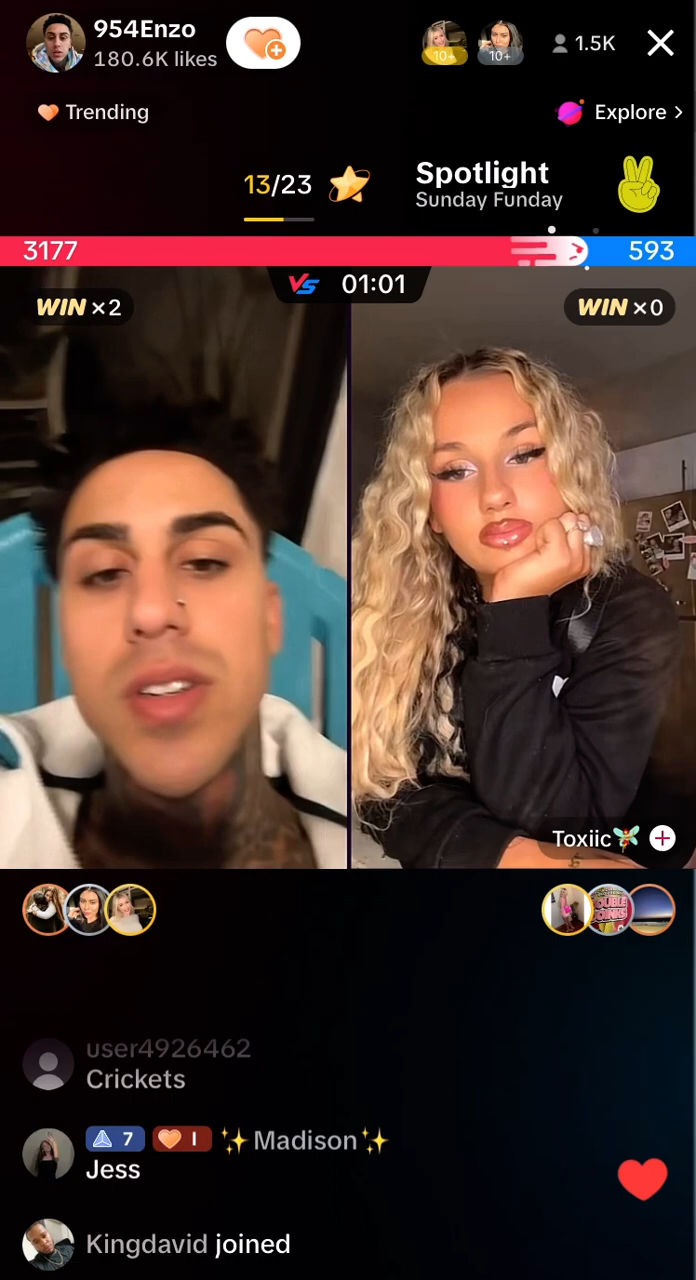 954Enzo
180.6K likes
10+
10+
1.5K
Trending
Explore >
13/23
Spotlight
Sunday Funday
3177
593
VS 01:01
WIN ×2
WIN ×0
Toxiic
user4926462
Crickets
7
I
✨Madison✨
Jess
Kingdavid joined